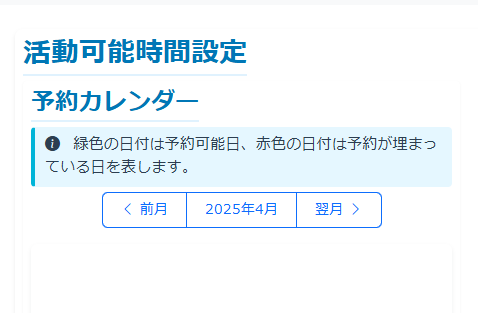 活動可能時間設定
予約カレンダー
緑色の日付は予約可能日、赤色の日付は予約が埋まっ
ている日を表します。
前月 2025年4月 翌月